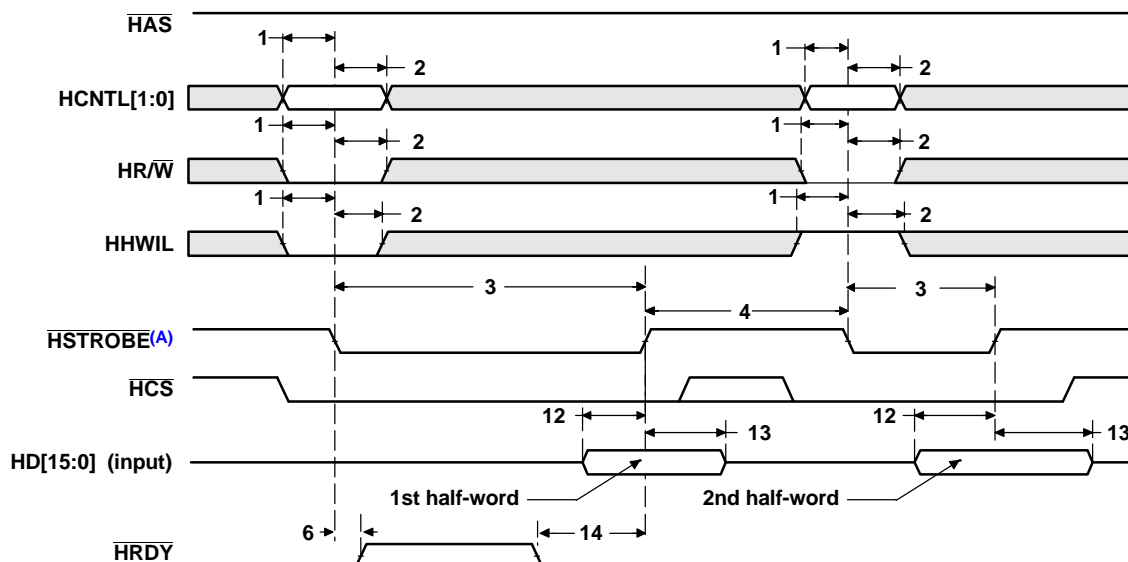 HAS
1
1
2
2
HCNTL[1:0]
1
1
2
2
HR/W
1
1
2
2
HHWIL
3
3
4
HSTROBE(A)
HCS
12
12
13
13
HD[15:0] (input)
1st half-word
2nd half-word
6
14
HRDY